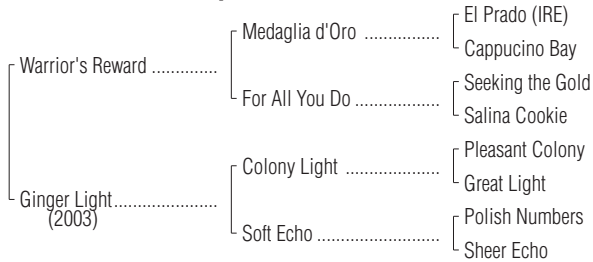 El Prado (IRE)
Medaglia d'Oro ................
Cappucino Bay
Warrior's Reward ..............
Seeking the Gold
For All You Do ..................
Salina Cookie
Pleasant Colony
Colony Light ....................
Great Light
Ginger Light......................
(2003)
Polish Numbers
Soft Echo ..........................
Sheer Echo